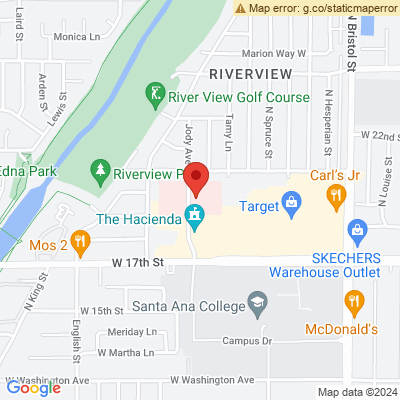 Map error: g.co/staticmaperror
Laird St
Monica Ln
Marion Way W
N Bristol St
RIVERVIEW
Arden St
Lewis St
River View Golf Course
N Spruce St
N Hesperian St
Jody Ave
Tamy Ln
W 22nd
Edna Park
Riverview P
Carl's Jr
N Louise St
The Hacienda
Target
Mos 2
SKECHERS
Warehouse Outlet
W 17th St
N King St
Santa Ana College
W 15th St
McDonald's
English St
Meriday Ln
Campus Dr
W Martha Ln
Google
W Washington Ave
W Washington Ave
Map data ©2024